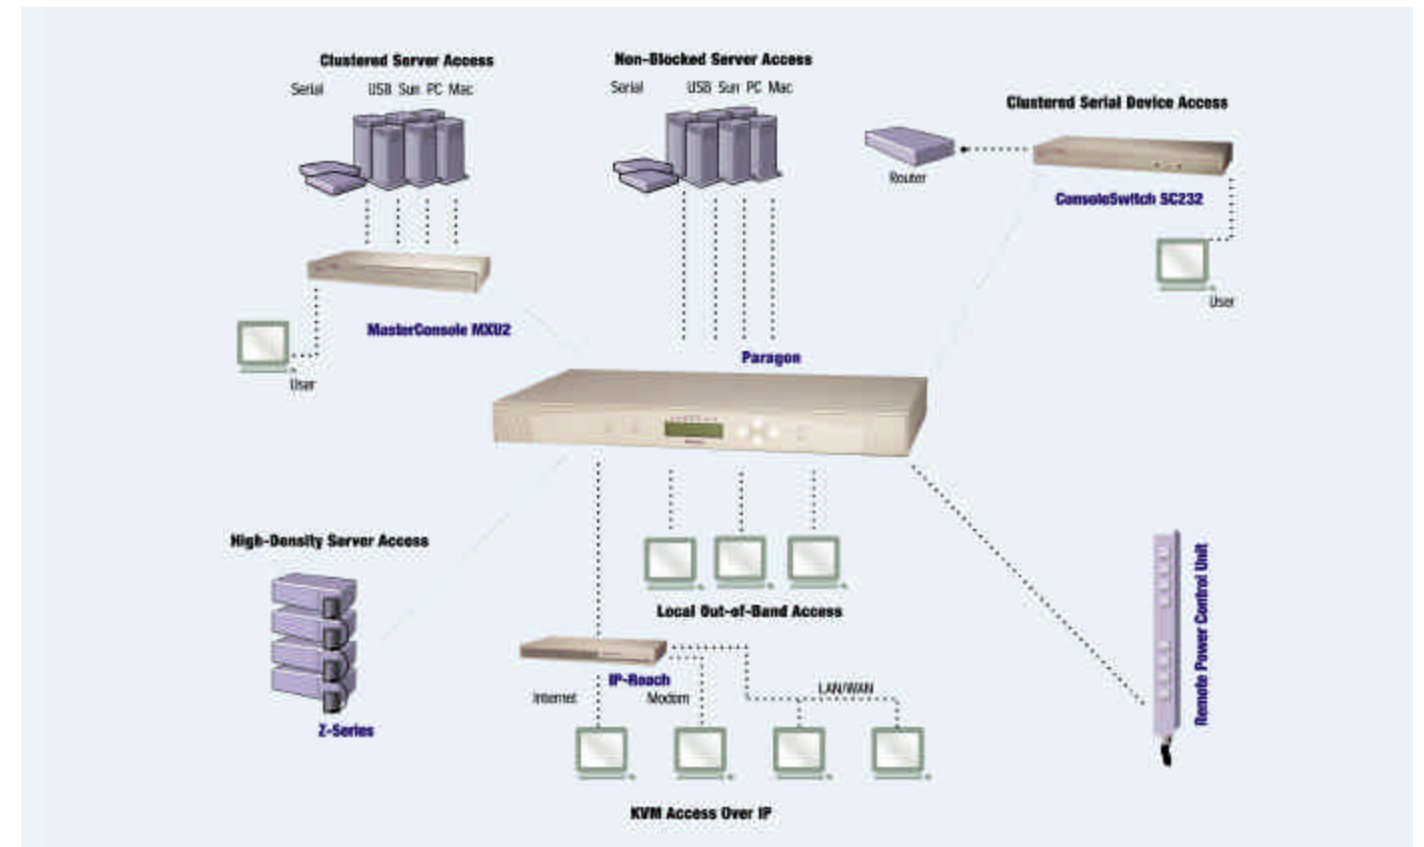 Clustered Server Access
Serial USB Sun PC Mac
MasterConsole MXU2
User
Non-Blocked Server Access
Serial USB Sun PC Mac
Clustered Serial Device Access
Router
ConsoleSwitch SC232
User
Paragon
High-Density Server Access
Z-Series
Local Out-of-Band Access
IP-Reach
Internet
Modem
LAN/WAN
KVM Access Over IP
Remote Power Control Unit